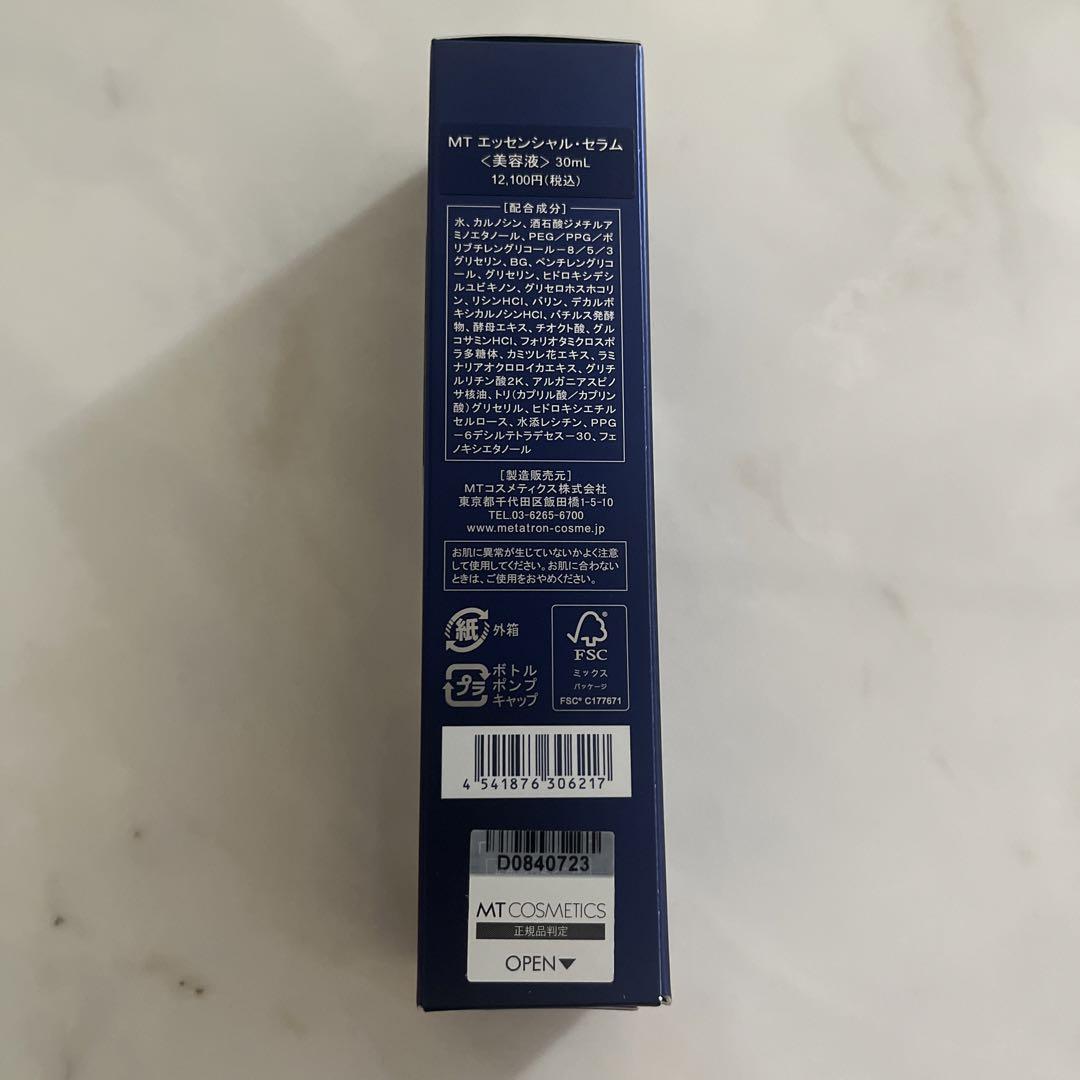 MT エッセンシャル・セラム
＜美容液＞ 30mL
12,100円(税込)
[配合成分]
水、カルノシン、酒石酸ジメチルア
ミノエタノール、PEG／PPG／ポ
リブチレングリコール－8／5／3
グリセリン、BG、ペンチレングリコ
ール、グリセリン、ヒドロキシデシ
ルユビキノン、グリセロホスホコリ
ン、リシンHCl、バリン、デカルボ
キシカルノシンHCl、バチルス発酵
物、酵母エキス、チオクト酸、グル
コサミンHCl、フォリオタミクロスポ
ラ多糖体、カミツレ花エキス、ラミ
ナリアオクロロイカエキス、グリチ
ルリチン酸2K、アルガニアスピノ
サ核油、トリ(カプリル酸／カプリン
酸)グリセリル、ヒドロキシエチル
セルロース、水添レシチン、PPG
－6デシルテトラデセス－30、フェ
ノキシエタノール
[製造販売元]
MTコスメティクス株式会社
東京都千代田区飯田橋1-5-10
TEL.03-6265-6700
www.metatron-cosme.jp
お肌に異常が生じていないかよく注意
して使用してください。お肌に合わない
ときは、ご使用をおやめください。
紙 外箱
プラ ボトル
ポンプ
キャップ
FSC
ミックス
パッケージ
FSC® C177671
4 541876 306217
D0840723
MT COSMETICS
正規品判定
OPEN▼